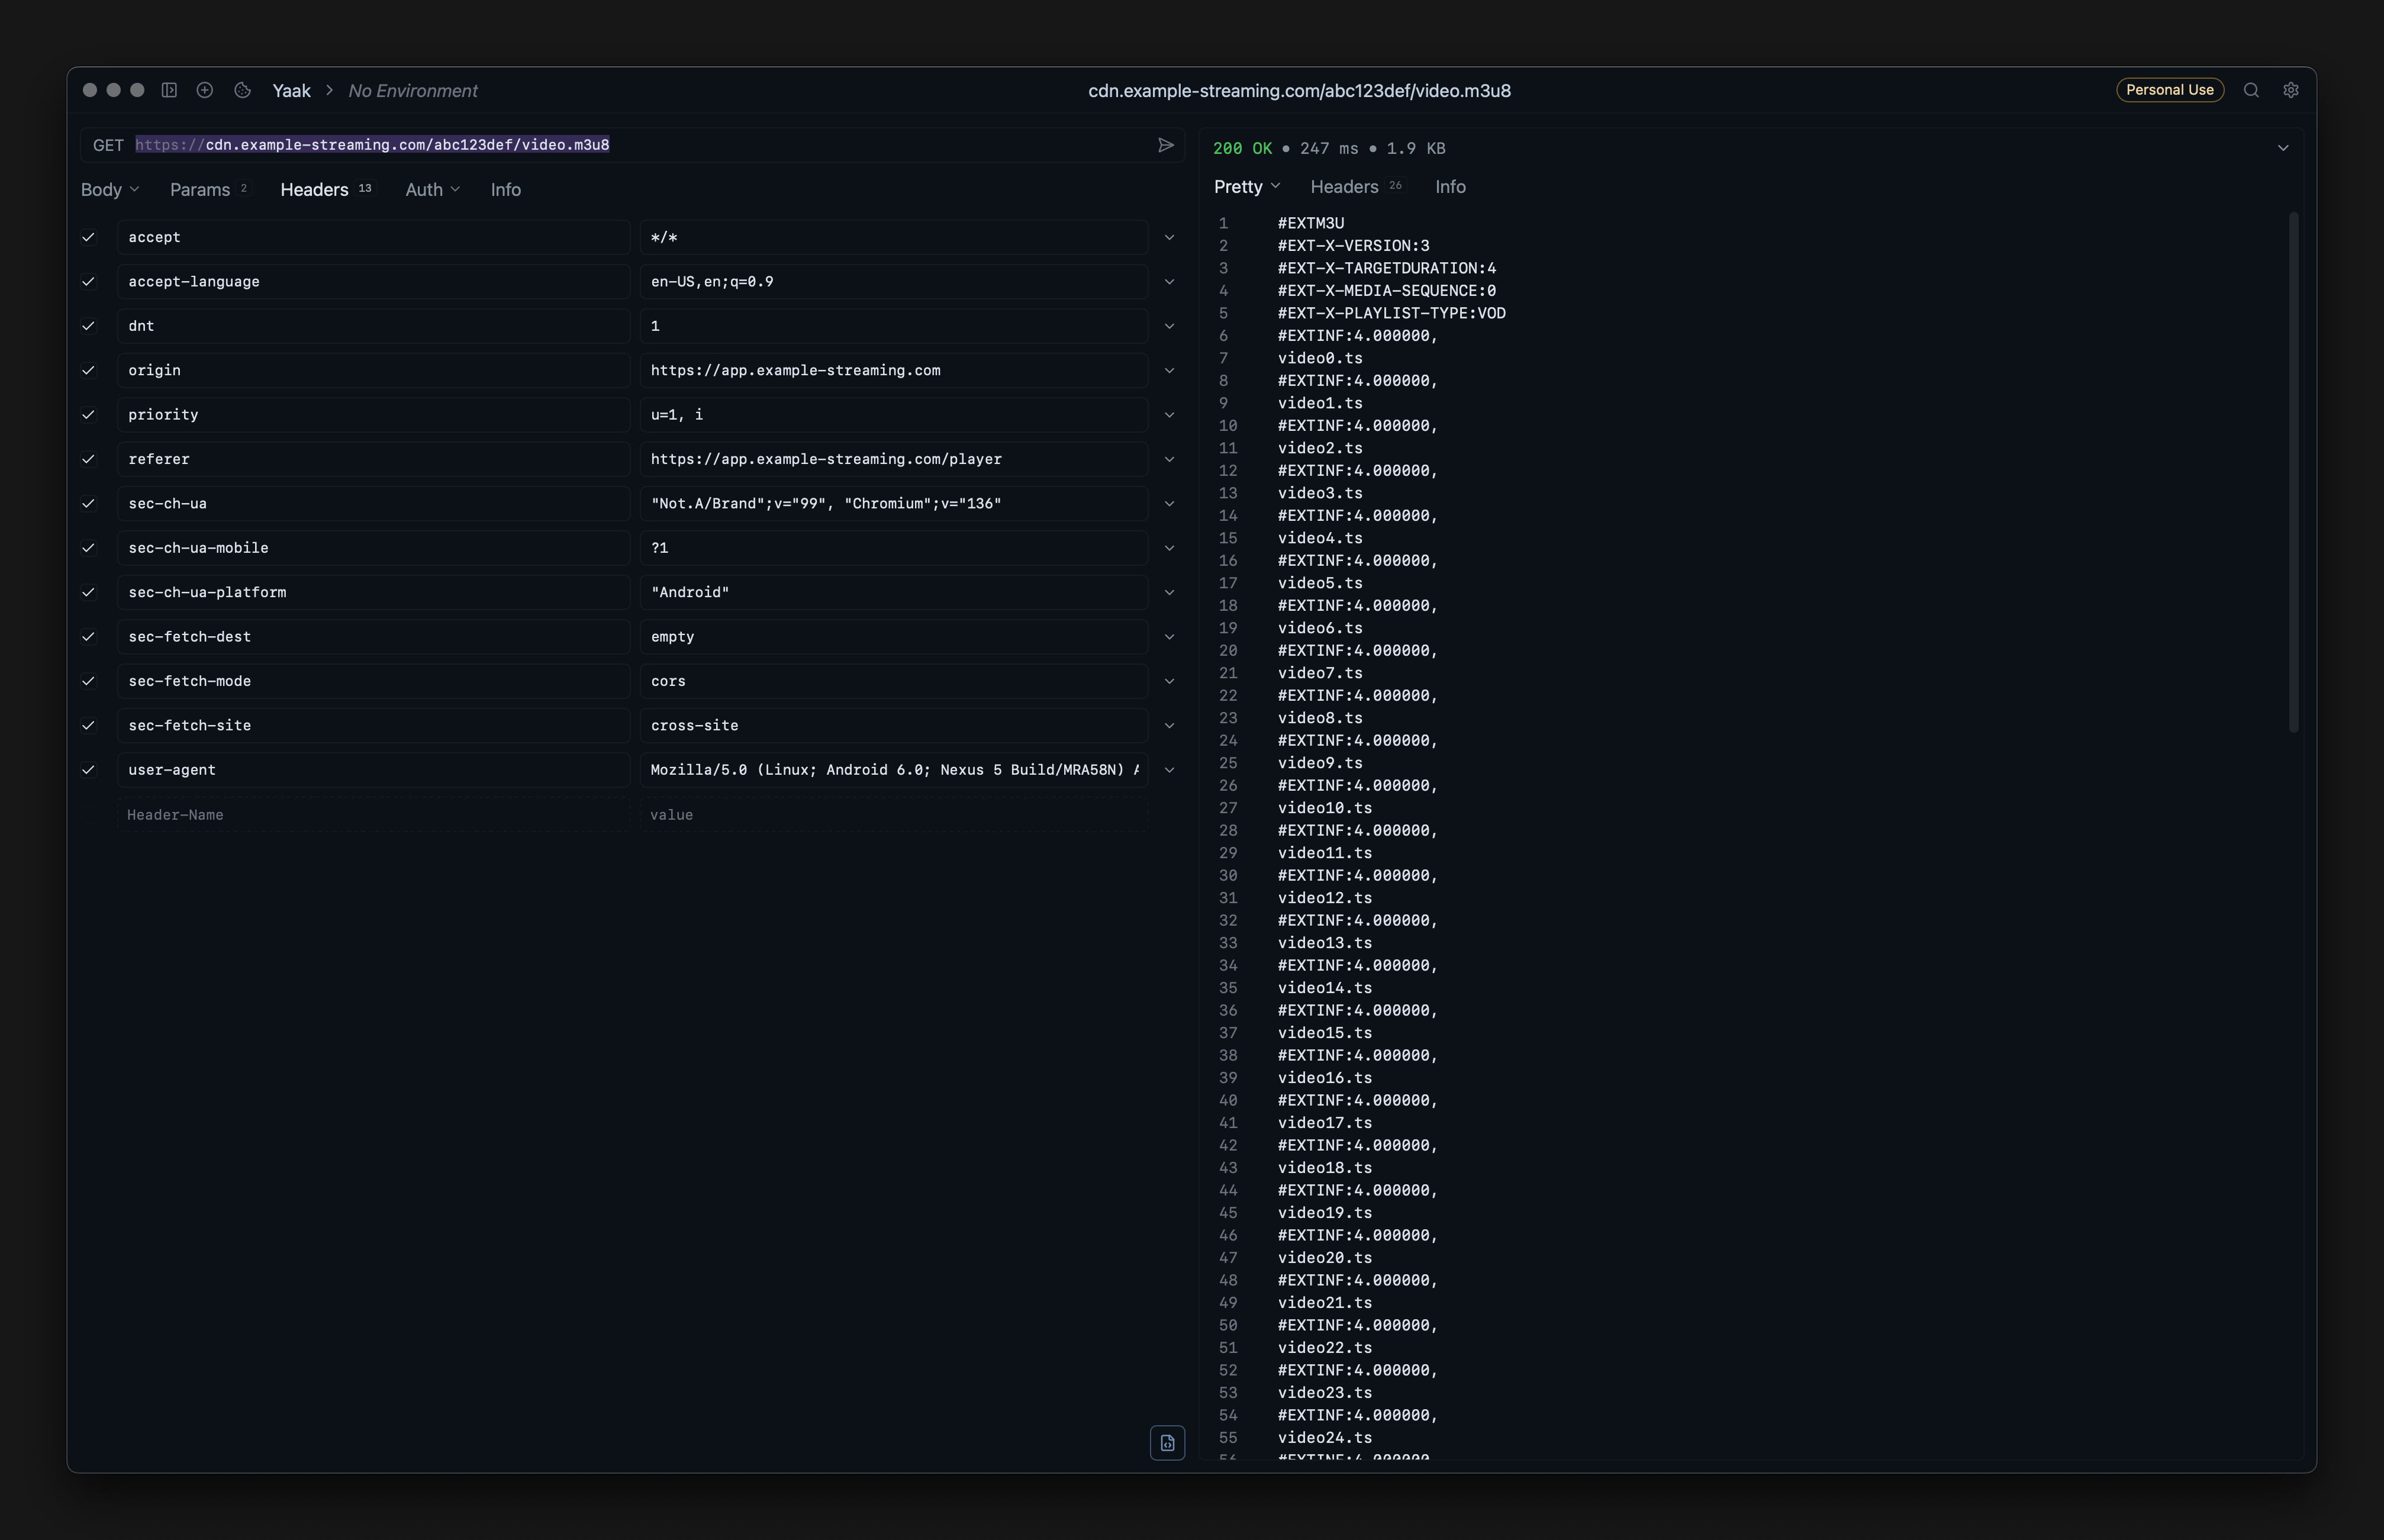 Yaak > No Environment
cdn.example-streaming.com/abc123def/video.m3u8
Personal Use
GET https://cdn.example-streaming.com/abc123def/video.m3u8
Body Params 2 Headers 13 Auth Info
accept */*
accept-language en-US,en;q=0.9
dnt 1
origin https://app.example-streaming.com
priority u=1, i
referer https://app.example-streaming.com/player
sec-ch-ua "Not.A/Brand";v="99", "Chromium";v="136"
sec-ch-ua-mobile ?1
sec-ch-ua-platform "Android"
sec-fetch-dest empty
sec-fetch-mode cors
sec-fetch-site cross-site
user-agent Mozilla/5.0 (Linux; Android 6.0; Nexus 5 Build/MRA58N) A
Header-Name value
200 OK • 247 ms • 1.9 KB
Pretty Headers 26 Info
1 #EXTM3U
2 #EXT-X-VERSION:3
3 #EXT-X-TARGETDURATION:4
4 #EXT-X-MEDIA-SEQUENCE:0
5 #EXT-X-PLAYLIST-TYPE:VOD
6 #EXTINF:4.000000,
7 video0.ts
8 #EXTINF:4.000000,
9 video1.ts
10 #EXTINF:4.000000,
11 video2.ts
12 #EXTINF:4.000000,
13 video3.ts
14 #EXTINF:4.000000,
15 video4.ts
16 #EXTINF:4.000000,
17 video5.ts
18 #EXTINF:4.000000,
19 video6.ts
20 #EXTINF:4.000000,
21 video7.ts
22 #EXTINF:4.000000,
23 video8.ts
24 #EXTINF:4.000000,
25 video9.ts
26 #EXTINF:4.000000,
27 video10.ts
28 #EXTINF:4.000000,
29 video11.ts
30 #EXTINF:4.000000,
31 video12.ts
32 #EXTINF:4.000000,
33 video13.ts
34 #EXTINF:4.000000,
35 video14.ts
36 #EXTINF:4.000000,
37 video15.ts
38 #EXTINF:4.000000,
39 video16.ts
40 #EXTINF:4.000000,
41 video17.ts
42 #EXTINF:4.000000,
43 video18.ts
44 #EXTINF:4.000000,
45 video19.ts
46 #EXTINF:4.000000,
47 video20.ts
48 #EXTINF:4.000000,
49 video21.ts
50 #EXTINF:4.000000,
51 video22.ts
52 #EXTINF:4.000000,
53 video23.ts
54 #EXTINF:4.000000,
55 video24.ts
56 #EXTINF:4.000000,